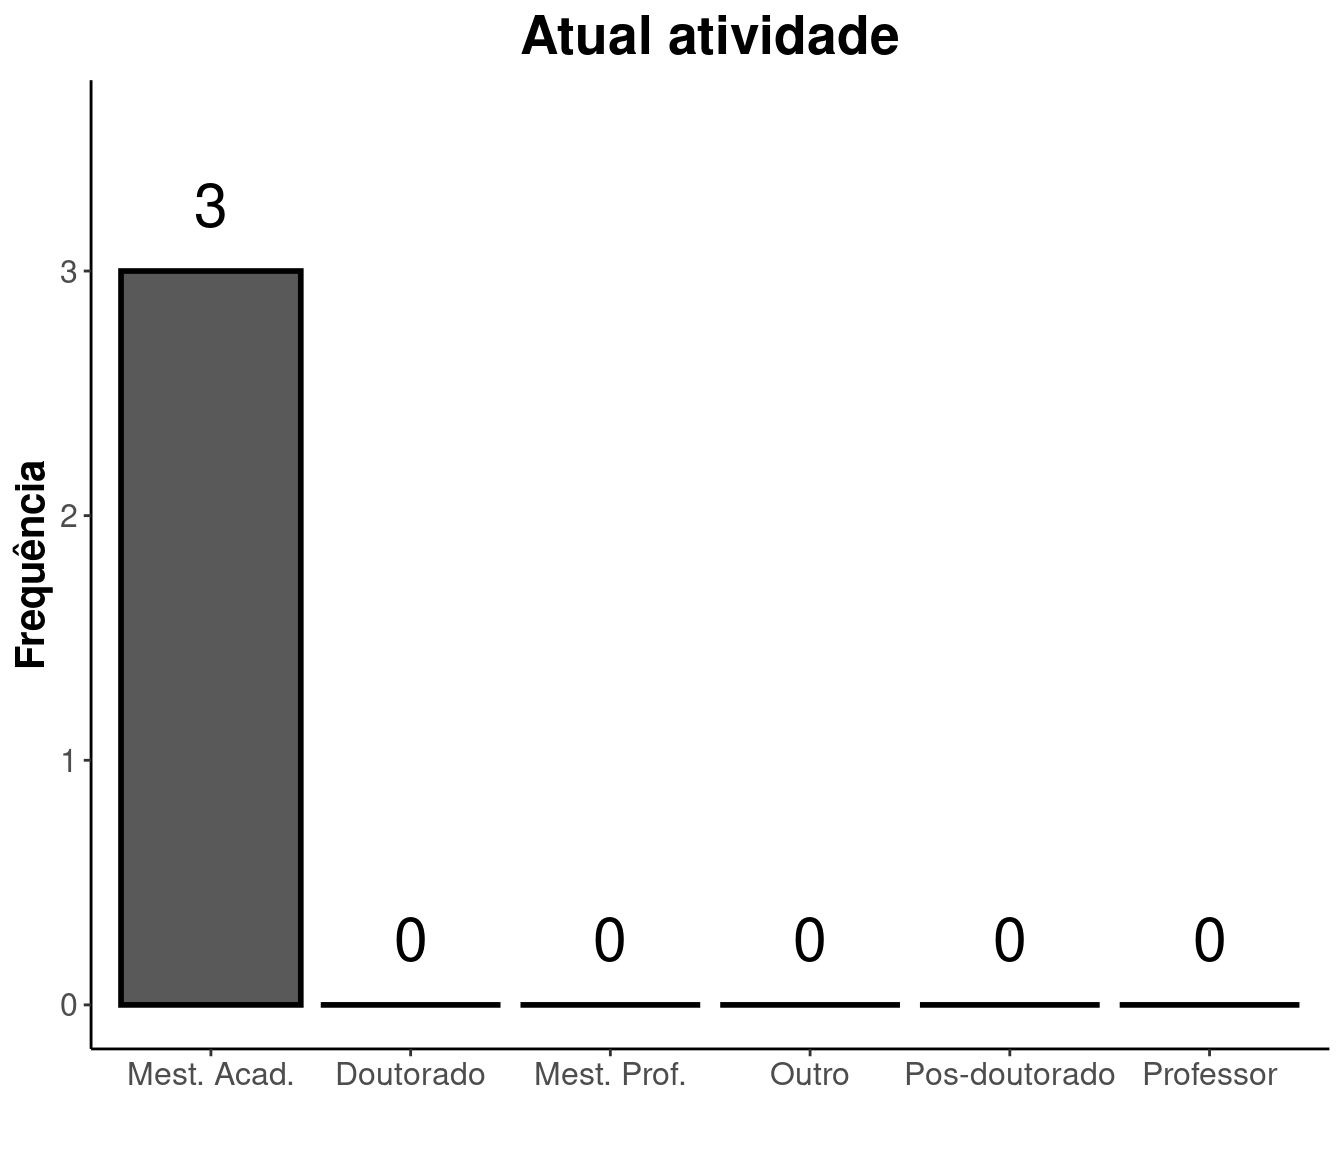 Atual atividade
Frequência
3
2
1
0
3
0
0
0
0
0
Mest. Acad.
Doutorado
Mest. Prof.
Outro
Pos-doutorado
Professor